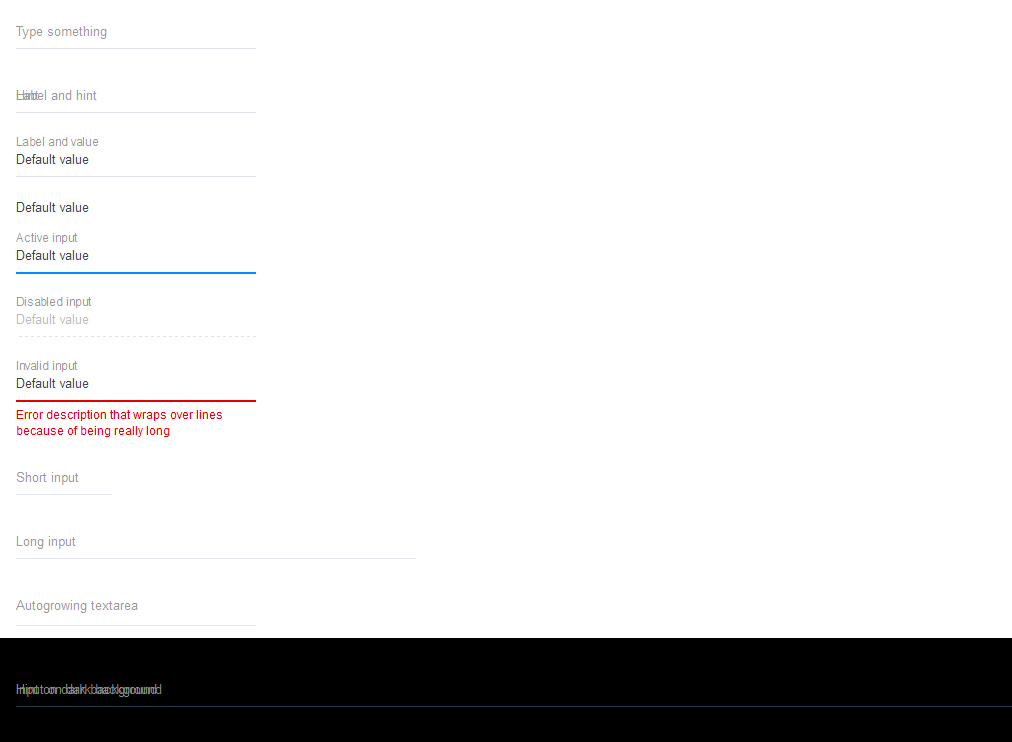 Type something
Label and hint
Label and value
Default value
Default value
Active input
Default value
Disabled input
Default value
Invalid input
Default value
Error description that wraps over lines
because of being really long
Short input
Long input
Autogrowing textarea
Input on dark background